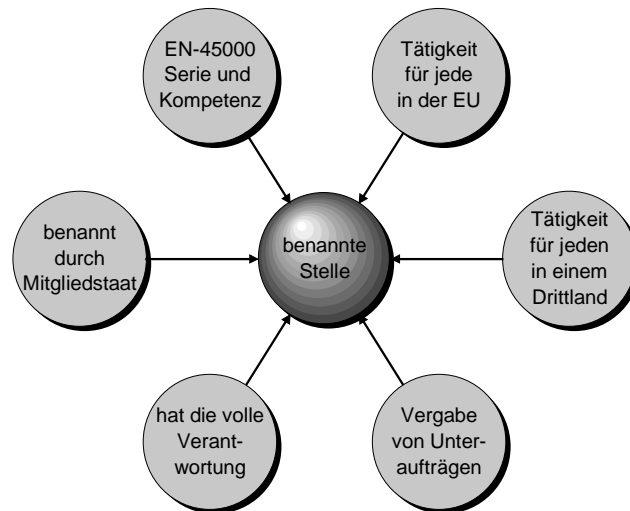 EN-45000
Serie und
Kompetenz
Tätigkeit
für jede
in der EU
benannt
durch
Mitgliedstaat
benannte
Stelle
Tätigkeit
für jeden
in einem
Drittland
hat die volle
Verant-
wortung
Vergabe
von Unter-
aufträgen